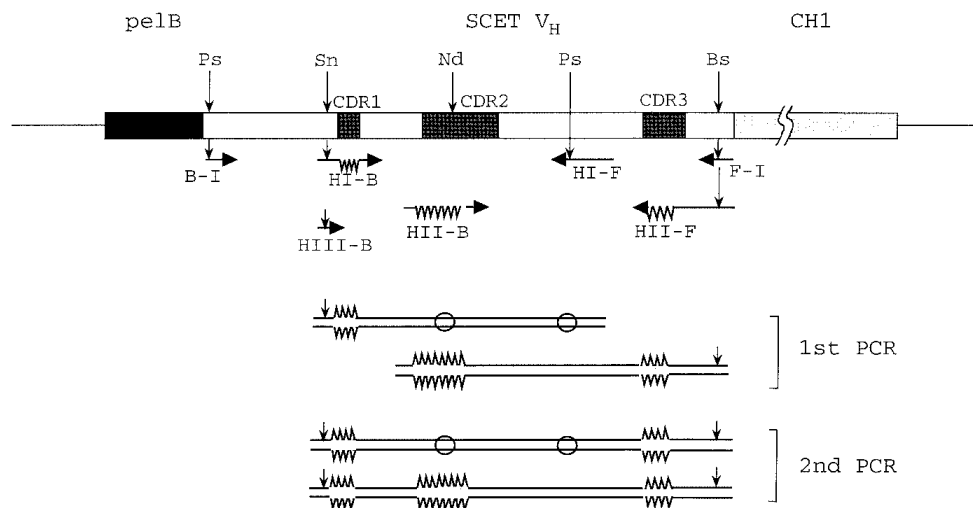 pelB SCET VH CH1
Ps Sn Nd Ps Bs
CDR1 CDR2 CDR3
B-I HI-B HI-F F-I
HIII-B HII-B HII-F
1st PCR
2nd PCR